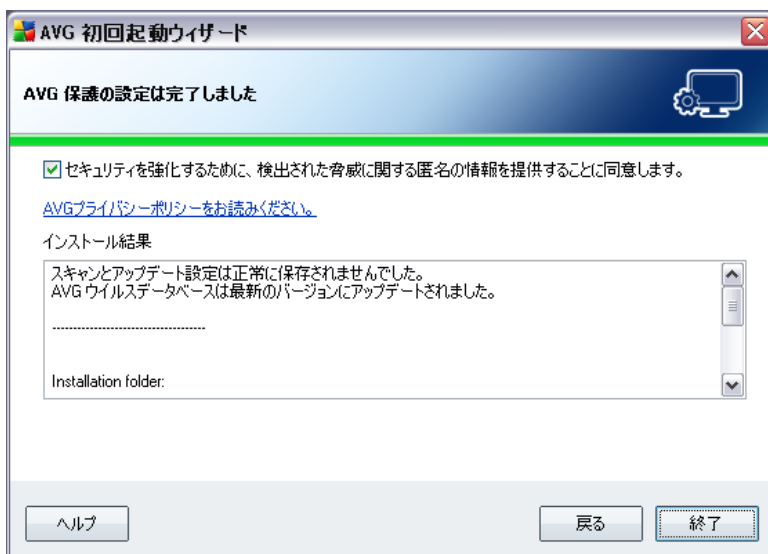 AVG 初回起動ウィザード
AVG 保護の設定は完了しました
セキュリティを強化するために、検出された脅威に関する匿名の情報を提供することに同意します。
AVGプライバシーポリシーをお読みください。
インストール結果
スキャンとアップデート設定は正常に保存されませんでした。
AVG ウイルスデータベースは最新のバージョンにアップデートされました。
------------------------------------
Installation folder:
ヘルプ
戻る
終了